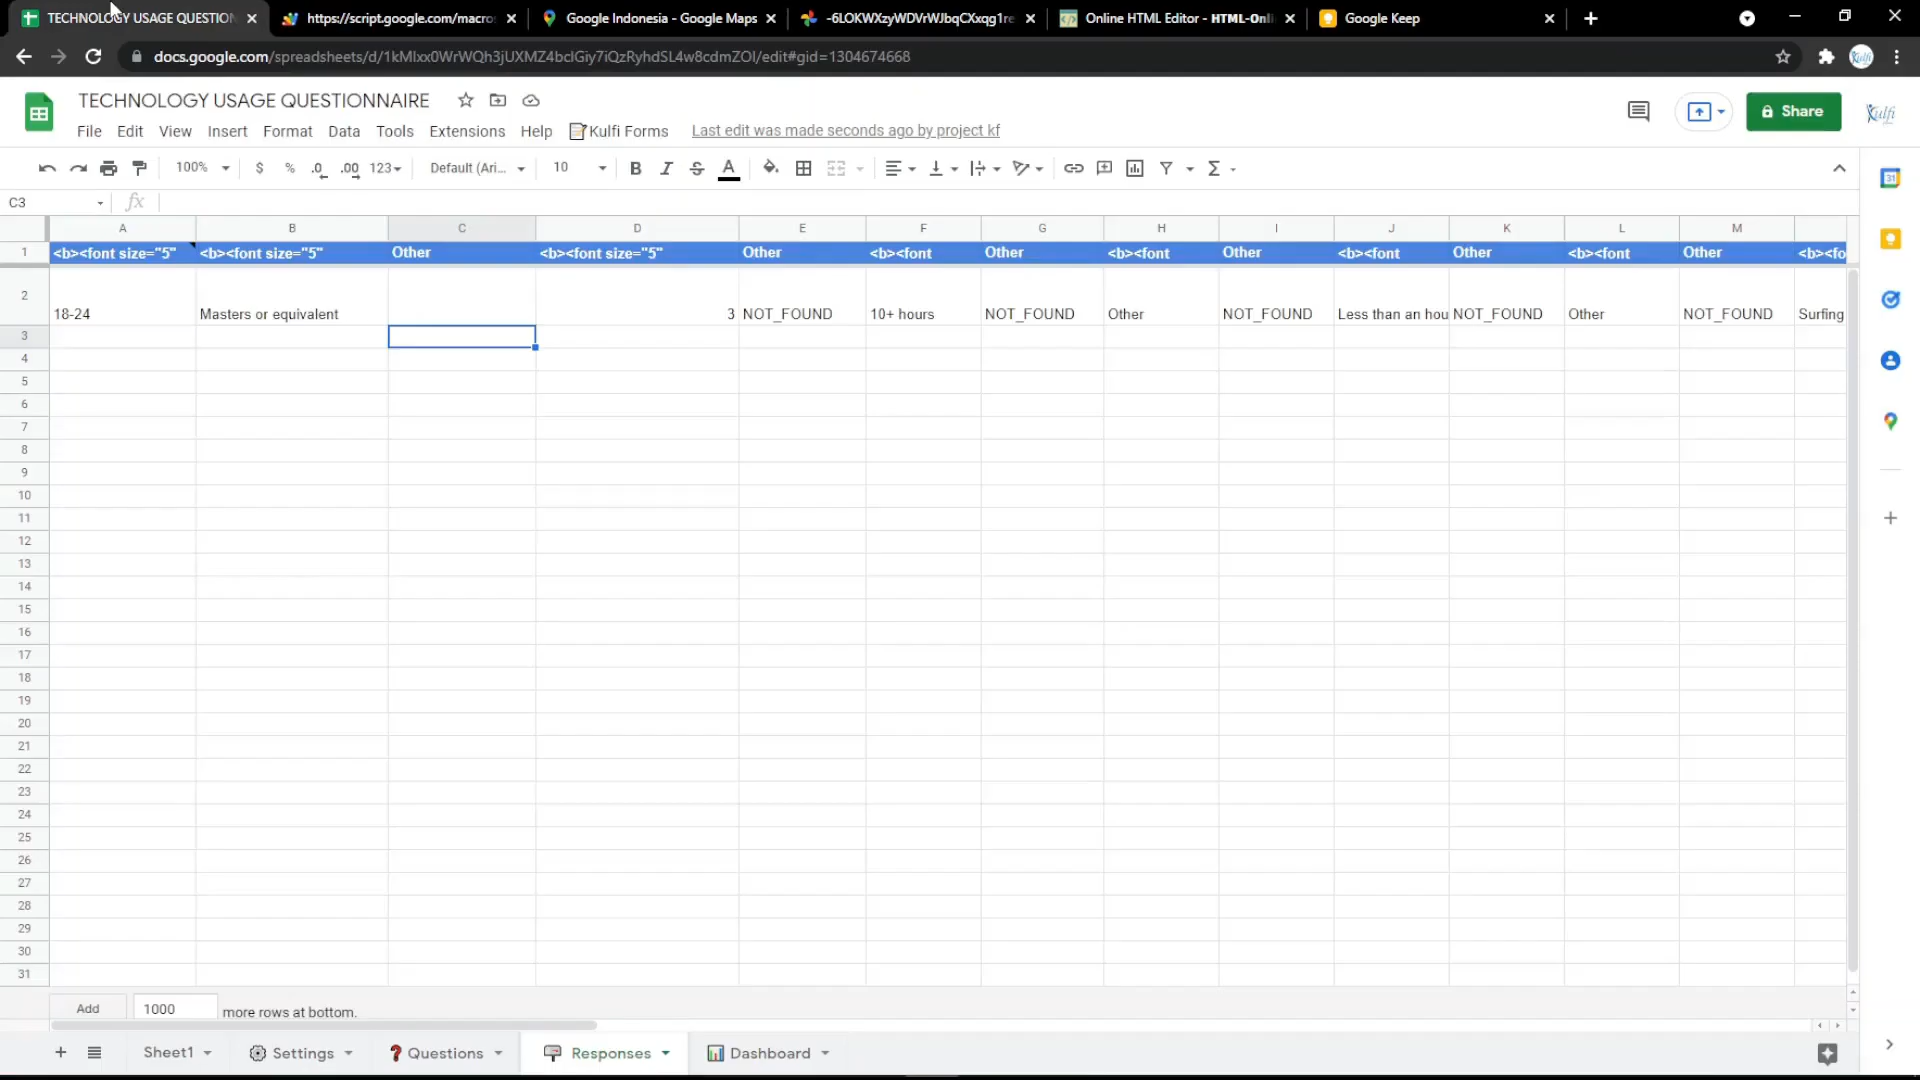 TECHNOLOGY USAGE QUESTION
https://script.google.com/macro
Google Indonesia - Google Maps
Online HTML Editor - HTML-Onli
Google Keep
docs.google.com/spreadsheets/d/
/edit#gid=1304674668
TECHNOLOGY USAGE QUESTIONNAIRE
Share
Kulfi
File Edit View Insert Format Data Tools Extensions Help Kulfi Forms Last edit was made seconds ago by project kf
100% $ % .0 .00 123 Default (Ari... 10 B I S A
C3 fx
A B C D E F G H I J K L M
1 <b><font size="5" <b><font size="5" Other <b><font size="5" Other <b><font Other <b><font Other <b><font Other <b><font Other <b><fo
2 18-24 Masters or equivalent 3 NOT_FOUND 10+ hours NOT_FOUND Other NOT_FOUND Less than an hou NOT_FOUND Other NOT_FOUND Surfing
3
4
5
6
7
8
9
10
11
12
13
14
15
16
17
18
19
20
21
22
23
24
25
26
27
28
29
30
31
Add 1000 more rows at bottom.
Sheet1 Settings Questions Responses Dashboard
31